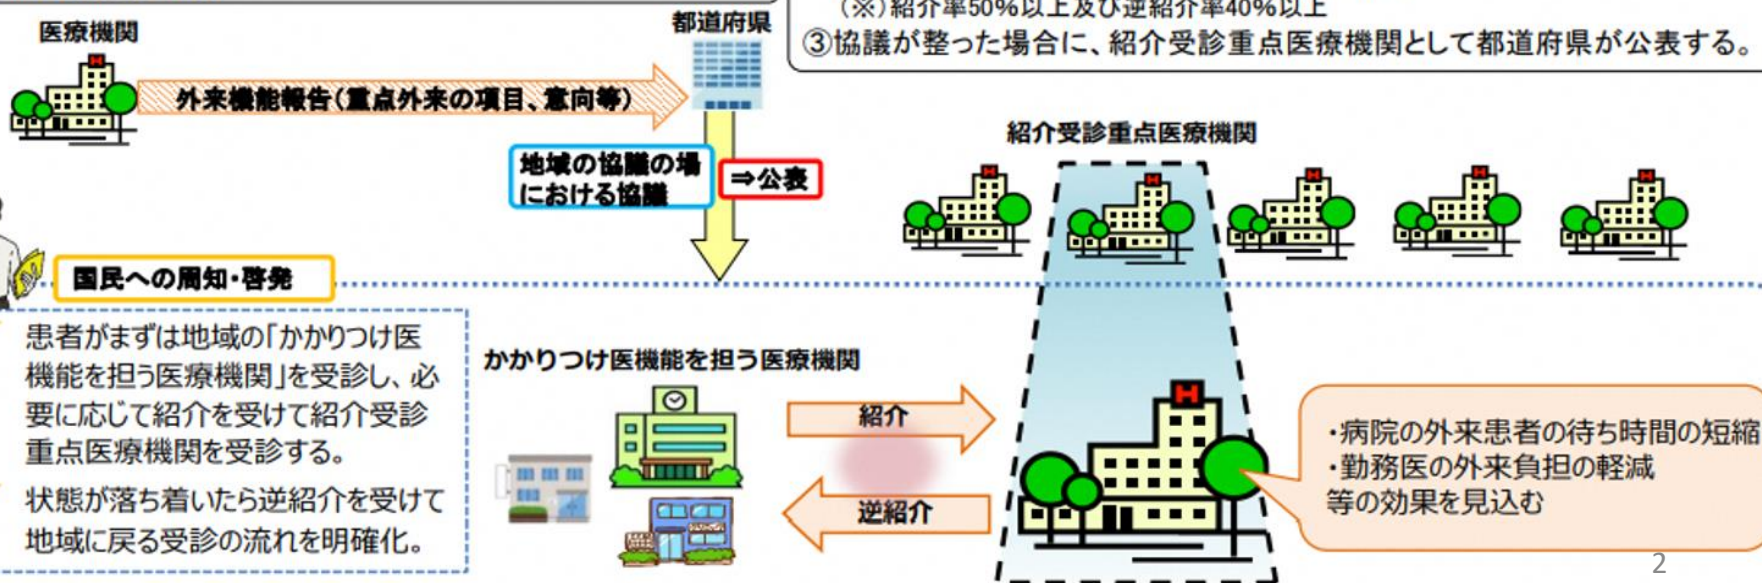 (※)紹介率50%以上及び逆紹介率40%以上
③協議が整った場合に、紹介受診重点医療機関として都道府県が公表する。
医療機関
都道府県
外来機能報告(重点外来の項目、意向等)
地域の協議の場
における協議
⇒公表
紹介受診重点医療機関
国民への周知・啓発
患者がまずは地域の「かかりつけ医
機能を担う医療機関」を受診し、必
要に応じて紹介を受けて紹介受診
重点医療機関を受診する。
状態が落ち着いたら逆紹介を受けて
地域に戻る受診の流れを明確化。
かかりつけ医機能を担う医療機関
紹介
逆紹介
・病院の外来患者の待ち時間の短縮
・勤務医の外来負担の軽減
等の効果を見込む
H
H
H
H
H
H
H
2